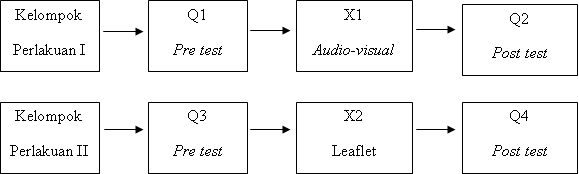 Kelompok
Perlakuan I
Q1
Pre test
X1
Audio-visual
Q2
Post test
Kelompok
Perlakuan II
Q3
Pre test
X2
Leaflet
Q4
Post test